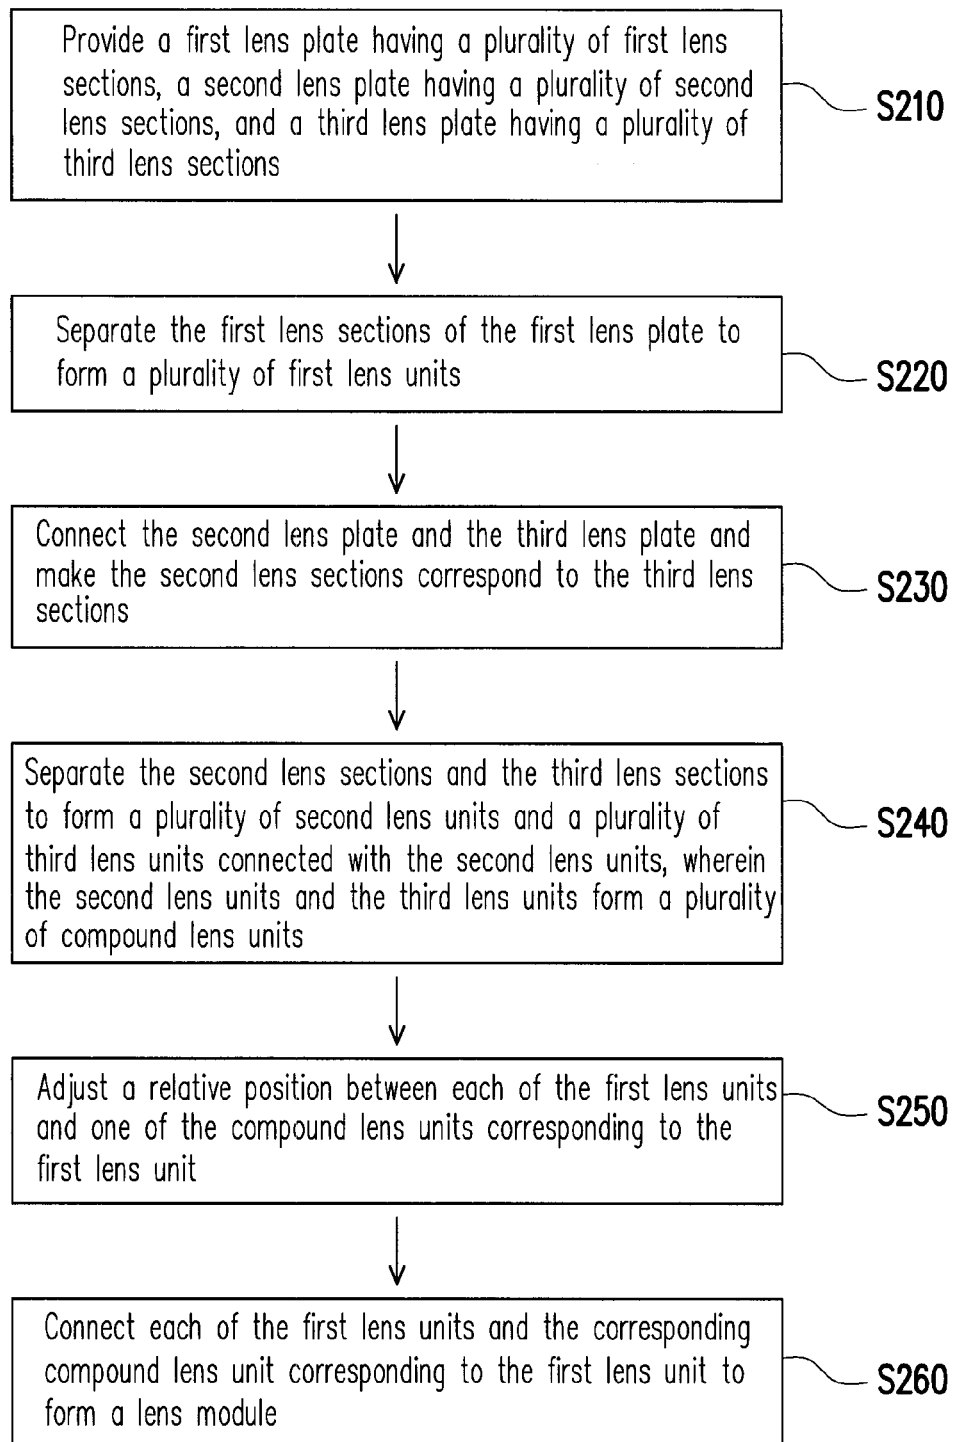 Provide a first lens plate having a plurality of first lens
sections, a second lens plate having a plurality of second
lens sections, and a third lens plate having a plurality of
third lens sections
S210
Separate the first lens sections of the first lens plate to
form a plurality of first lens units
S220
Connect the second lens plate and the third lens plate and
make the second lens sections correspond to the third lens
sections
S230
Separate the second lens sections and the third lens sections
to form a plurality of second lens units and a plurality of
third lens units connected with the second lens units, wherein
the second lens units and the third lens units form a plurality
of compound lens units
S240
Adjust a relative position between each of the first lens units
and one of the compound lens units corresponding to the
first lens unit
S250
Connect each of the first lens units and the corresponding
compound lens unit corresponding to the first lens unit to
form a lens module
S260